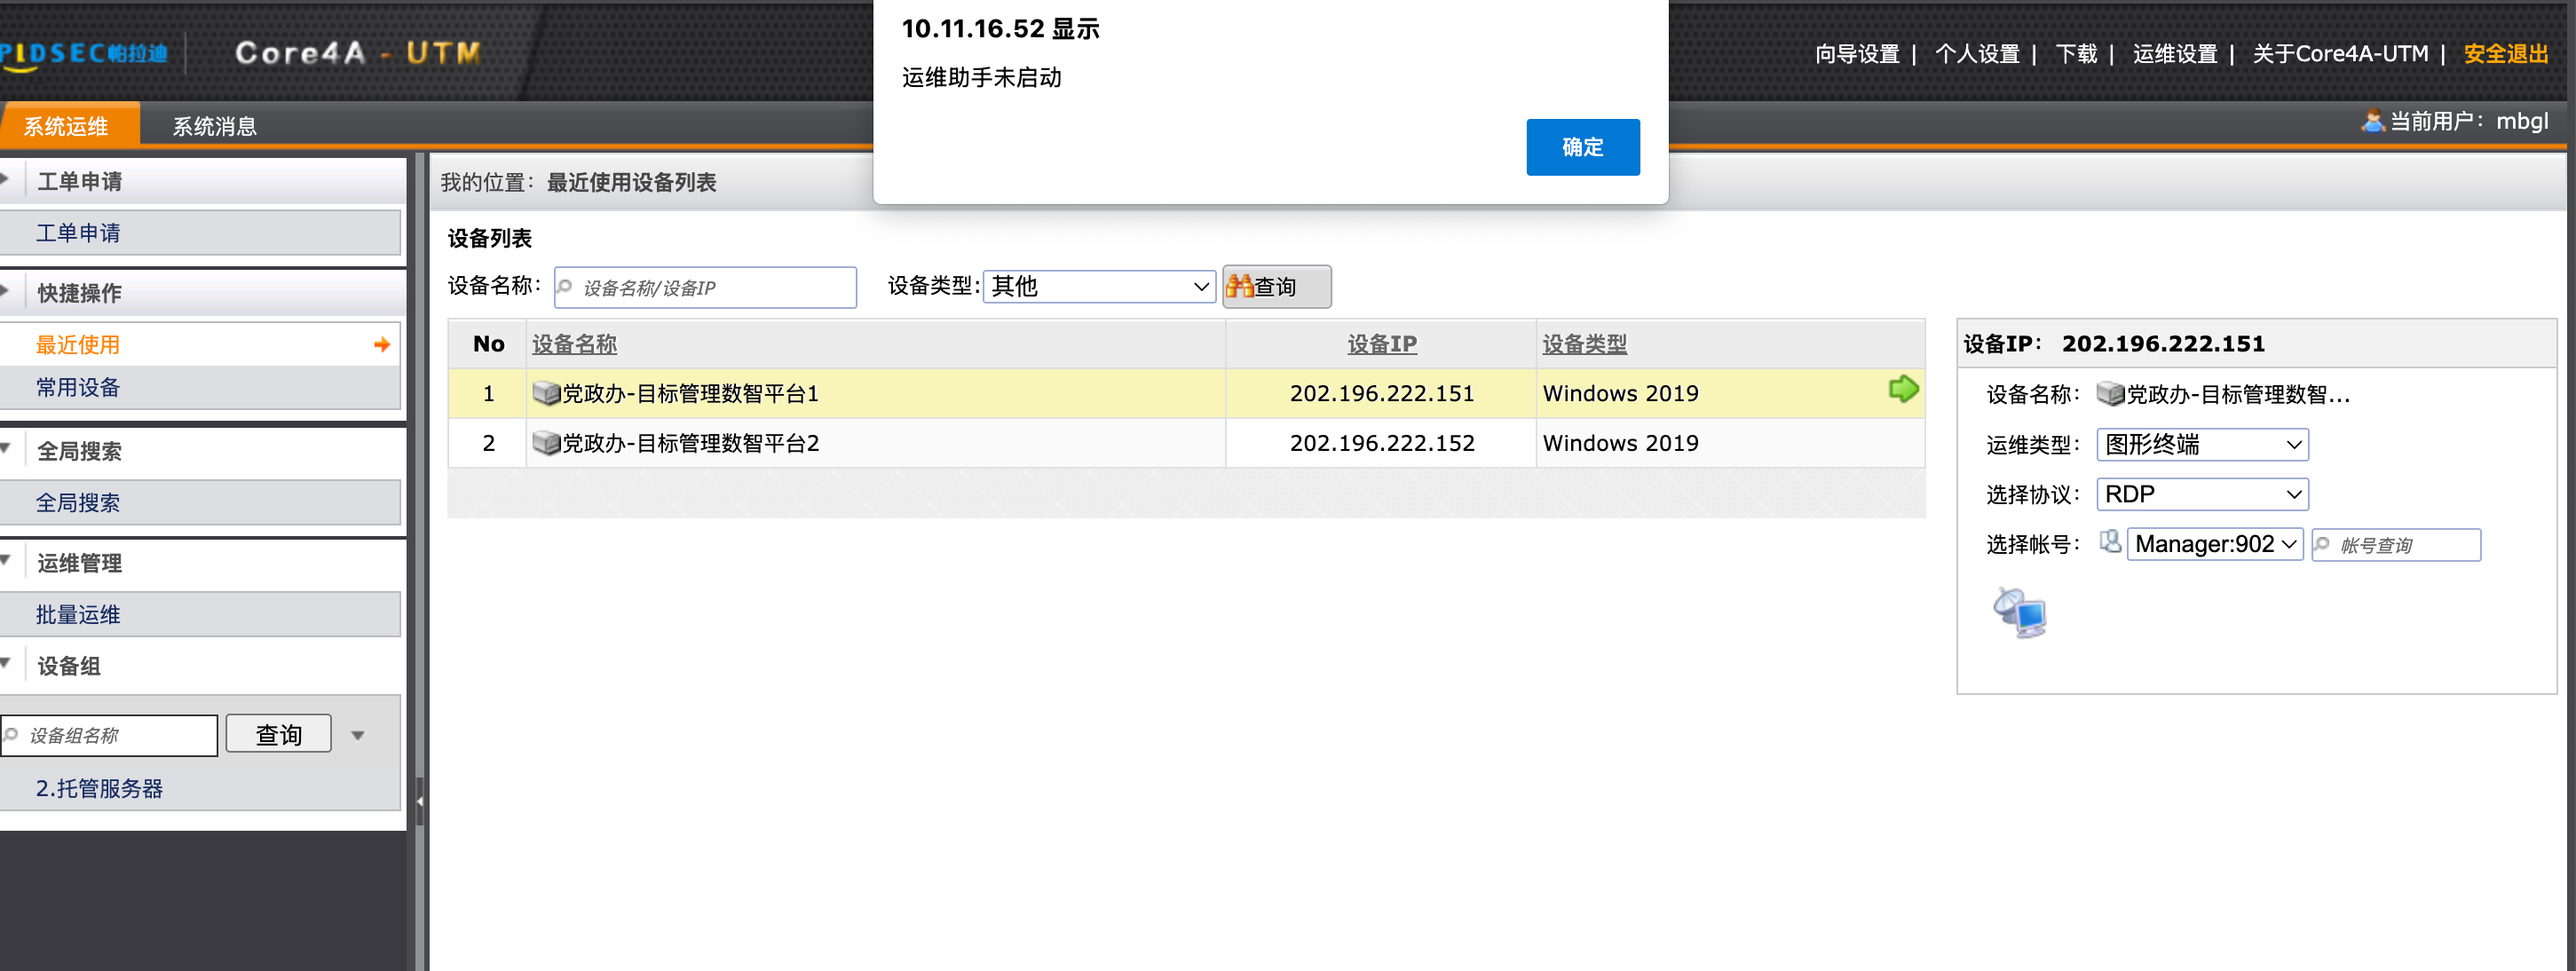 10.11.16.52 显示
运维助手未启动
确定
PLDSEC帕拉迪 Core4A - UTM
向导设置 | 个人设置 | 下载 | 运维设置 | 关于Core4A-UTM | 安全退出
系统运维 系统消息
当前用户：mbgl
工单申请
工单申请
快捷操作
最近使用
常用设备
全局搜索
全局搜索
运维管理
批量运维
设备组
设备组名称 查询
2.托管服务器
我的位置：最近使用设备列表
设备列表
设备名称： 设备名称/设备IP 设备类型: 其他 查询
No 设备名称 设备IP 设备类型
1 党政办-目标管理数智平台1 202.196.222.151 Windows 2019
2 党政办-目标管理数智平台2 202.196.222.152 Windows 2019
设备IP： 202.196.222.151
设备名称： 党政办-目标管理数智...
运维类型： 图形终端
选择协议： RDP
选择帐号： Manager:902 帐号查询